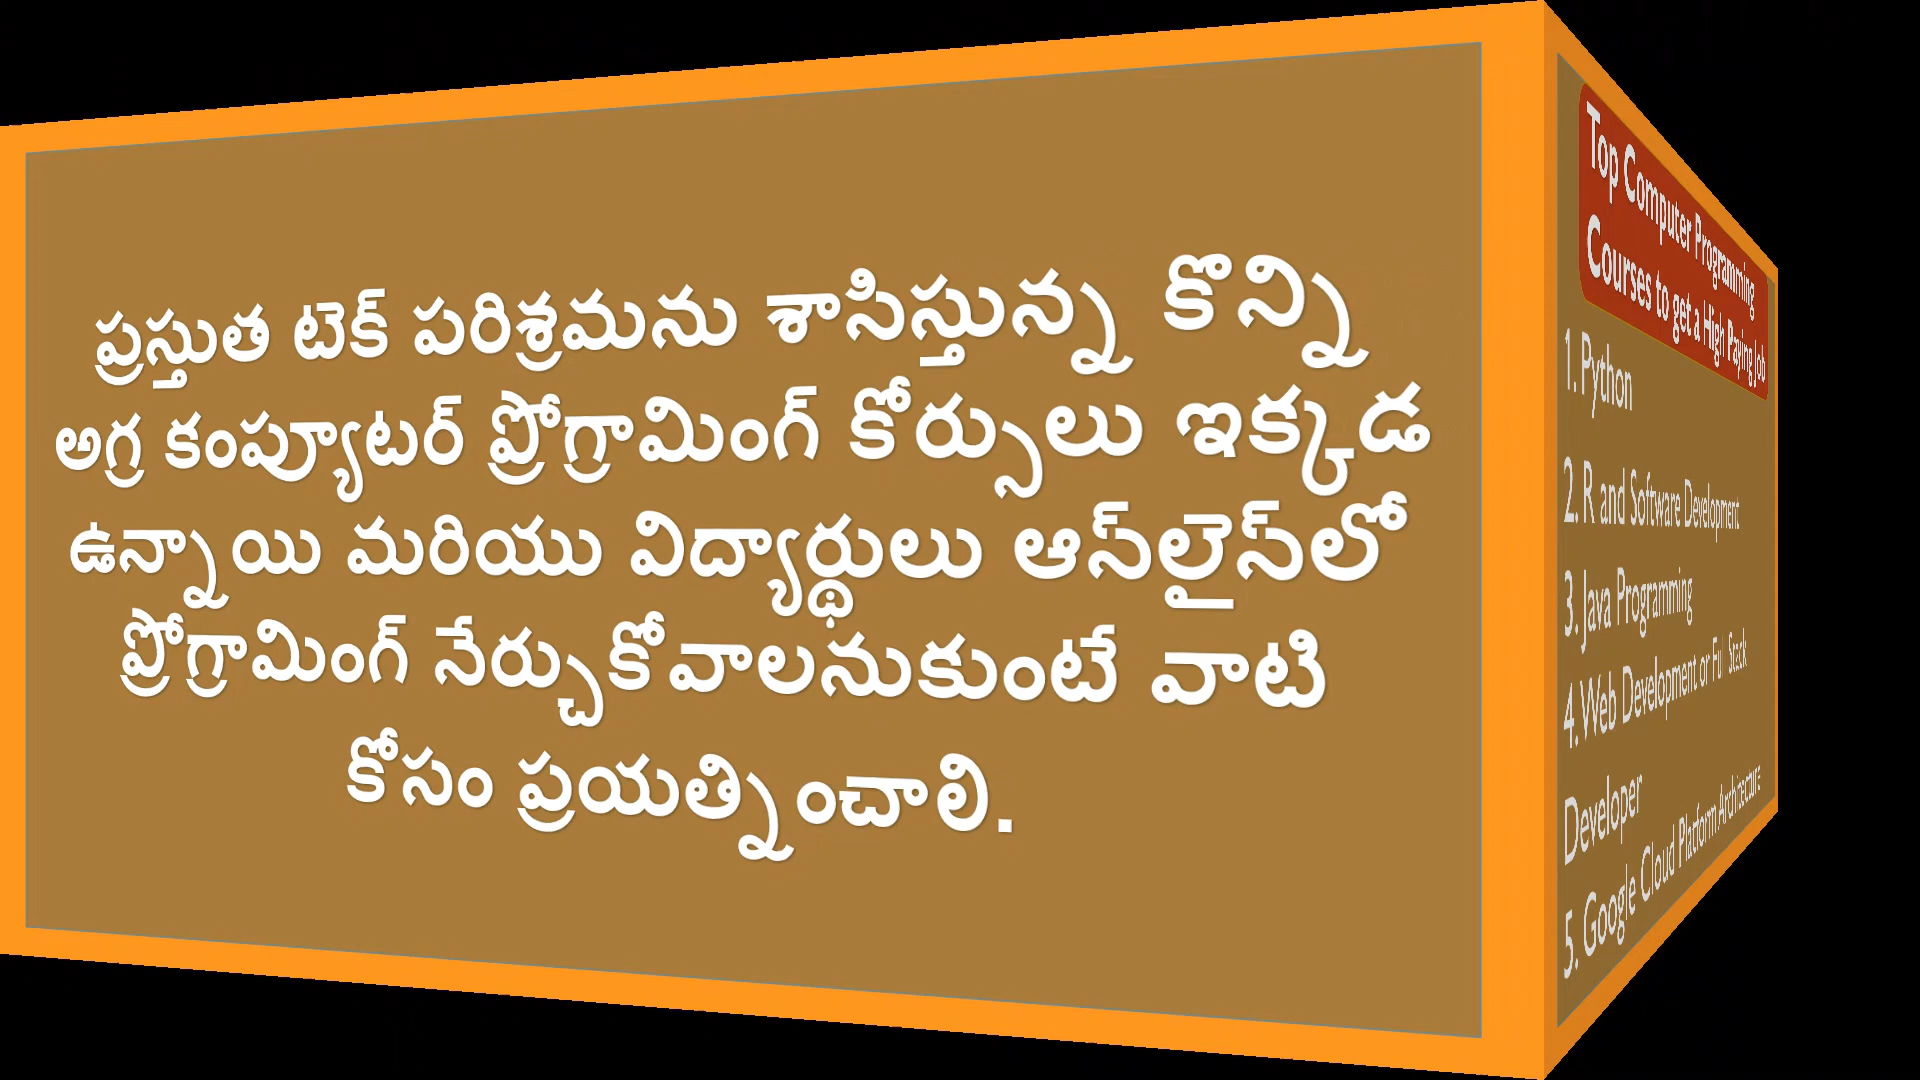 ప్రస్తుత టెక్ పరిశ్రమను శాసిస్తున్న కొన్ని
అగ్ర కంప్యూటర్ ప్రోగ్రామింగ్ కోర్సులు ఇక్కడ
ఉన్నాయి మరియు విద్యార్థులు ఆన్‌లైన్‌లో
ప్రోగ్రామింగ్ నేర్చుకోవాలనుకుంటే వాటి
కోసం ప్రయత్నించాలి.
Top Computer Programming
Courses to get a High Paying Job
1. Python
2. R and Software Development
3. Java Programming
4. Web Development or Full Stack
Developer
5. Google Cloud Platform Architecture